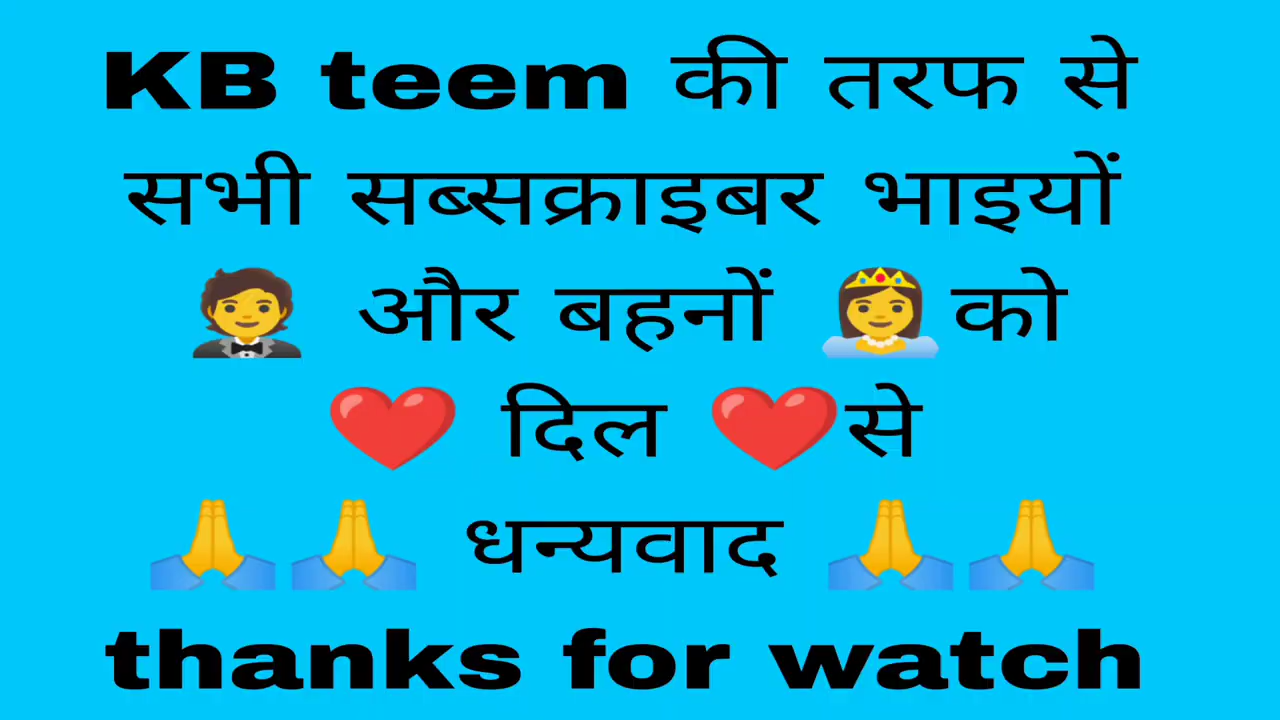 KB teem की तरफ से
सभी सब्सक्राइबर भाइयों
🤵 और बहनों 👸को
❤️ दिल ❤️से
🙏🙏 धन्यवाद 🙏🙏
thanks for watch